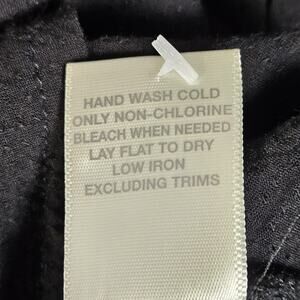 HAND WASH COLD
ONLY NON-CHLORINE
BLEACH WHEN NEEDED
LAY FLAT TO DRY
LOW IRON
EXCLUDING TRIMS